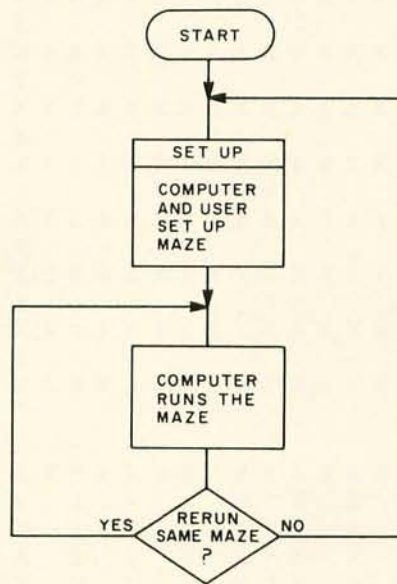 START
SET UP
COMPUTER
AND USER
SET UP
MAZE
COMPUTER
RUNS THE
MAZE
YES
RERUN
NO
SAME MAZE
?